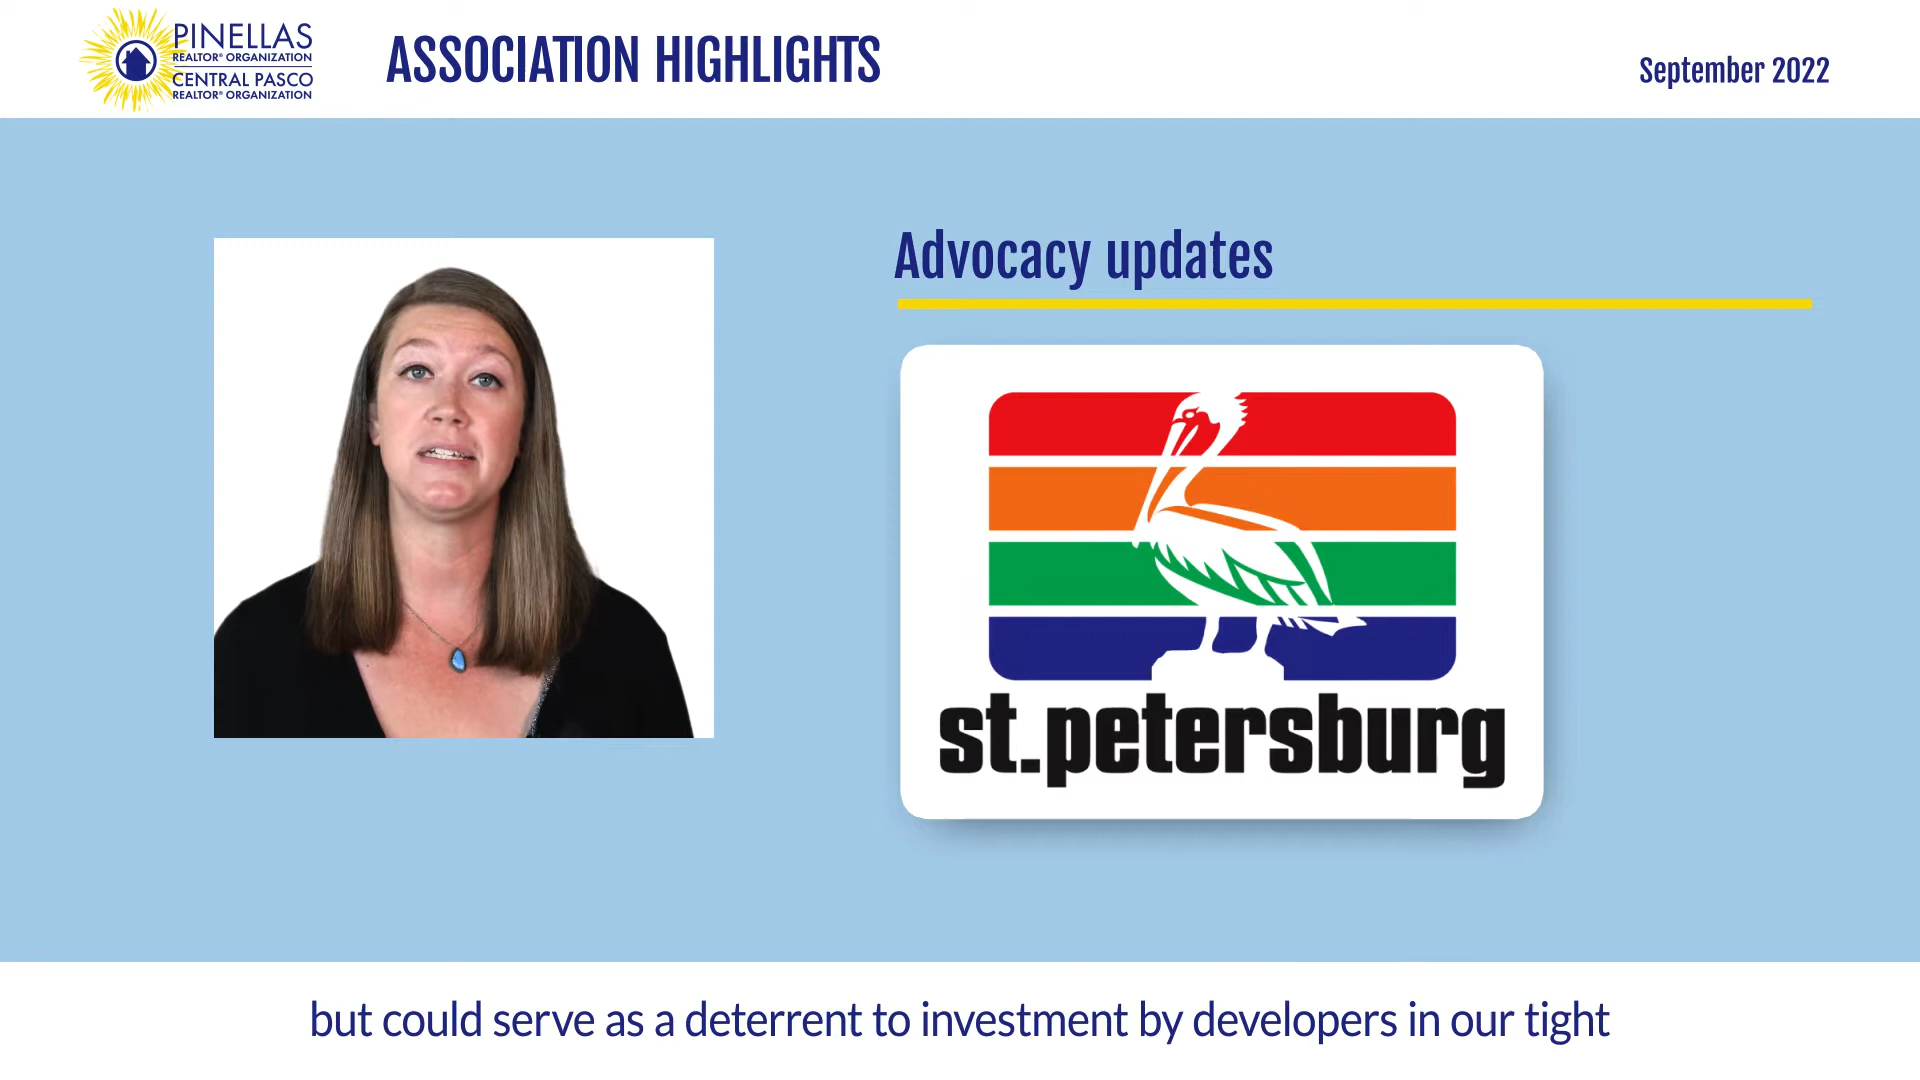 PINELLAS
REALTOR® ORGANIZATION
CENTRAL PASCO
REALTOR® ORGANIZATION
ASSOCIATION HIGHLIGHTS
September 2022
Advocacy updates
st.petersburg
but could serve as a deterrent to investment by developers in our tight